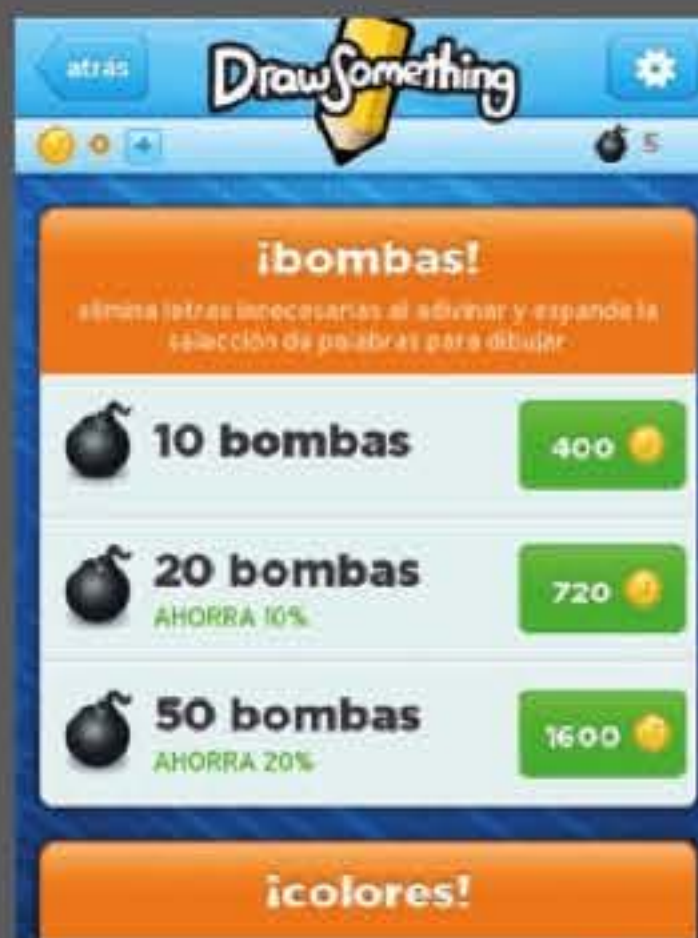 atrás
DrawSomething
0 +
5
¡bombas!
elimina letras innecesarias al adivinar y expande la
selección de palabras para dibujar
10 bombas
400
20 bombas
AHORRA 10%
720
50 bombas
AHORRA 20%
1600
¡colores!